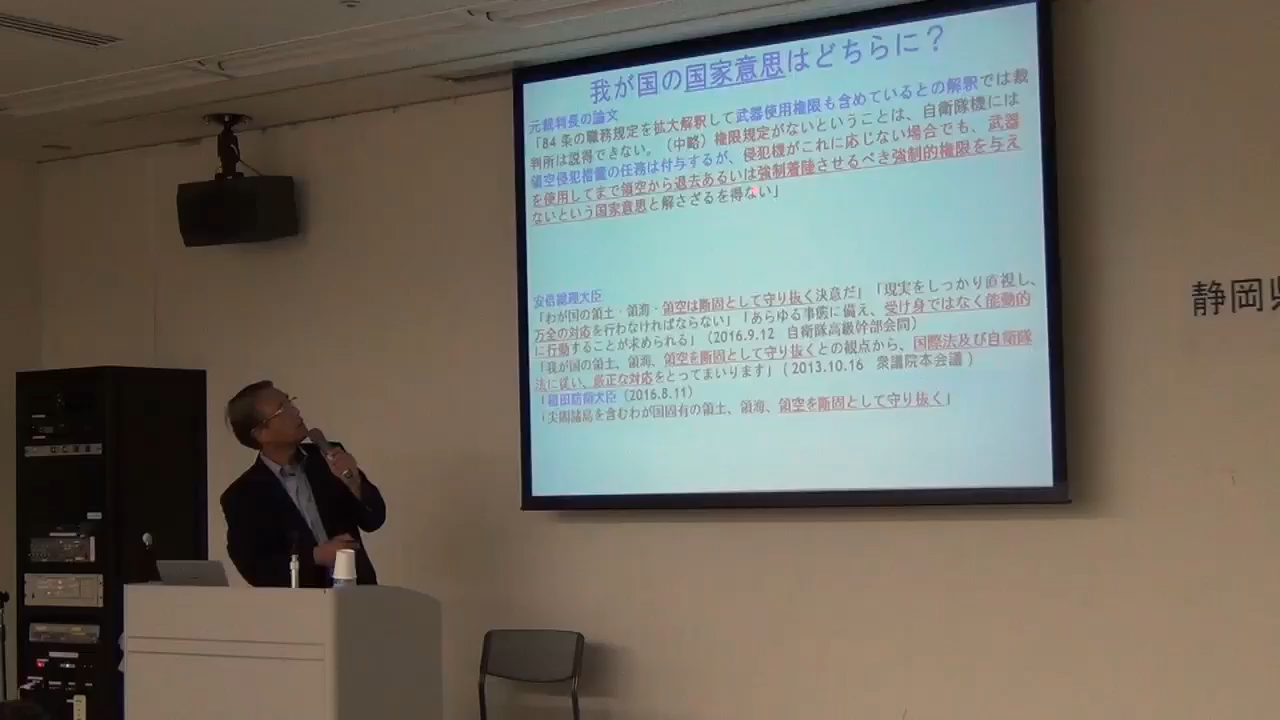 我が国の国家意思はどちらに？
元裁判長の論文
「84条の職務規定を拡大解釈して武器使用権限も含めているとの解釈では裁
判所は説得できない。（中略）権限規定がないということは、自衛隊機には
領空侵犯措置の任務は付与するが、侵犯機がこれに応じない場合でも、武器
を使用してまで領空から退去あるいは強制着陸させるべき強制的権限を与え
ないという国家意思と解さざるを得ない」
安倍総理大臣
「わが国の領土・領海・領空は断固として守り抜く決意だ」「現実をしっかり直視し、
万全の対応を行わなければならない」「あらゆる事態に備え、受け身ではなく能動的
に行動することが求められる」（2016.9.12 自衛隊高級幹部会同）
「我が国の領土、領海、領空を断固として守り抜くとの観点から、国際法及び自衛隊
法に従い、厳正な対応をとってまいります」（2013.10.16 衆議院本会議）
「稲田防衛大臣（2016.8.11）
「尖閣諸島を含むわが国固有の領土、領海、領空を断固として守り抜く」
静岡県